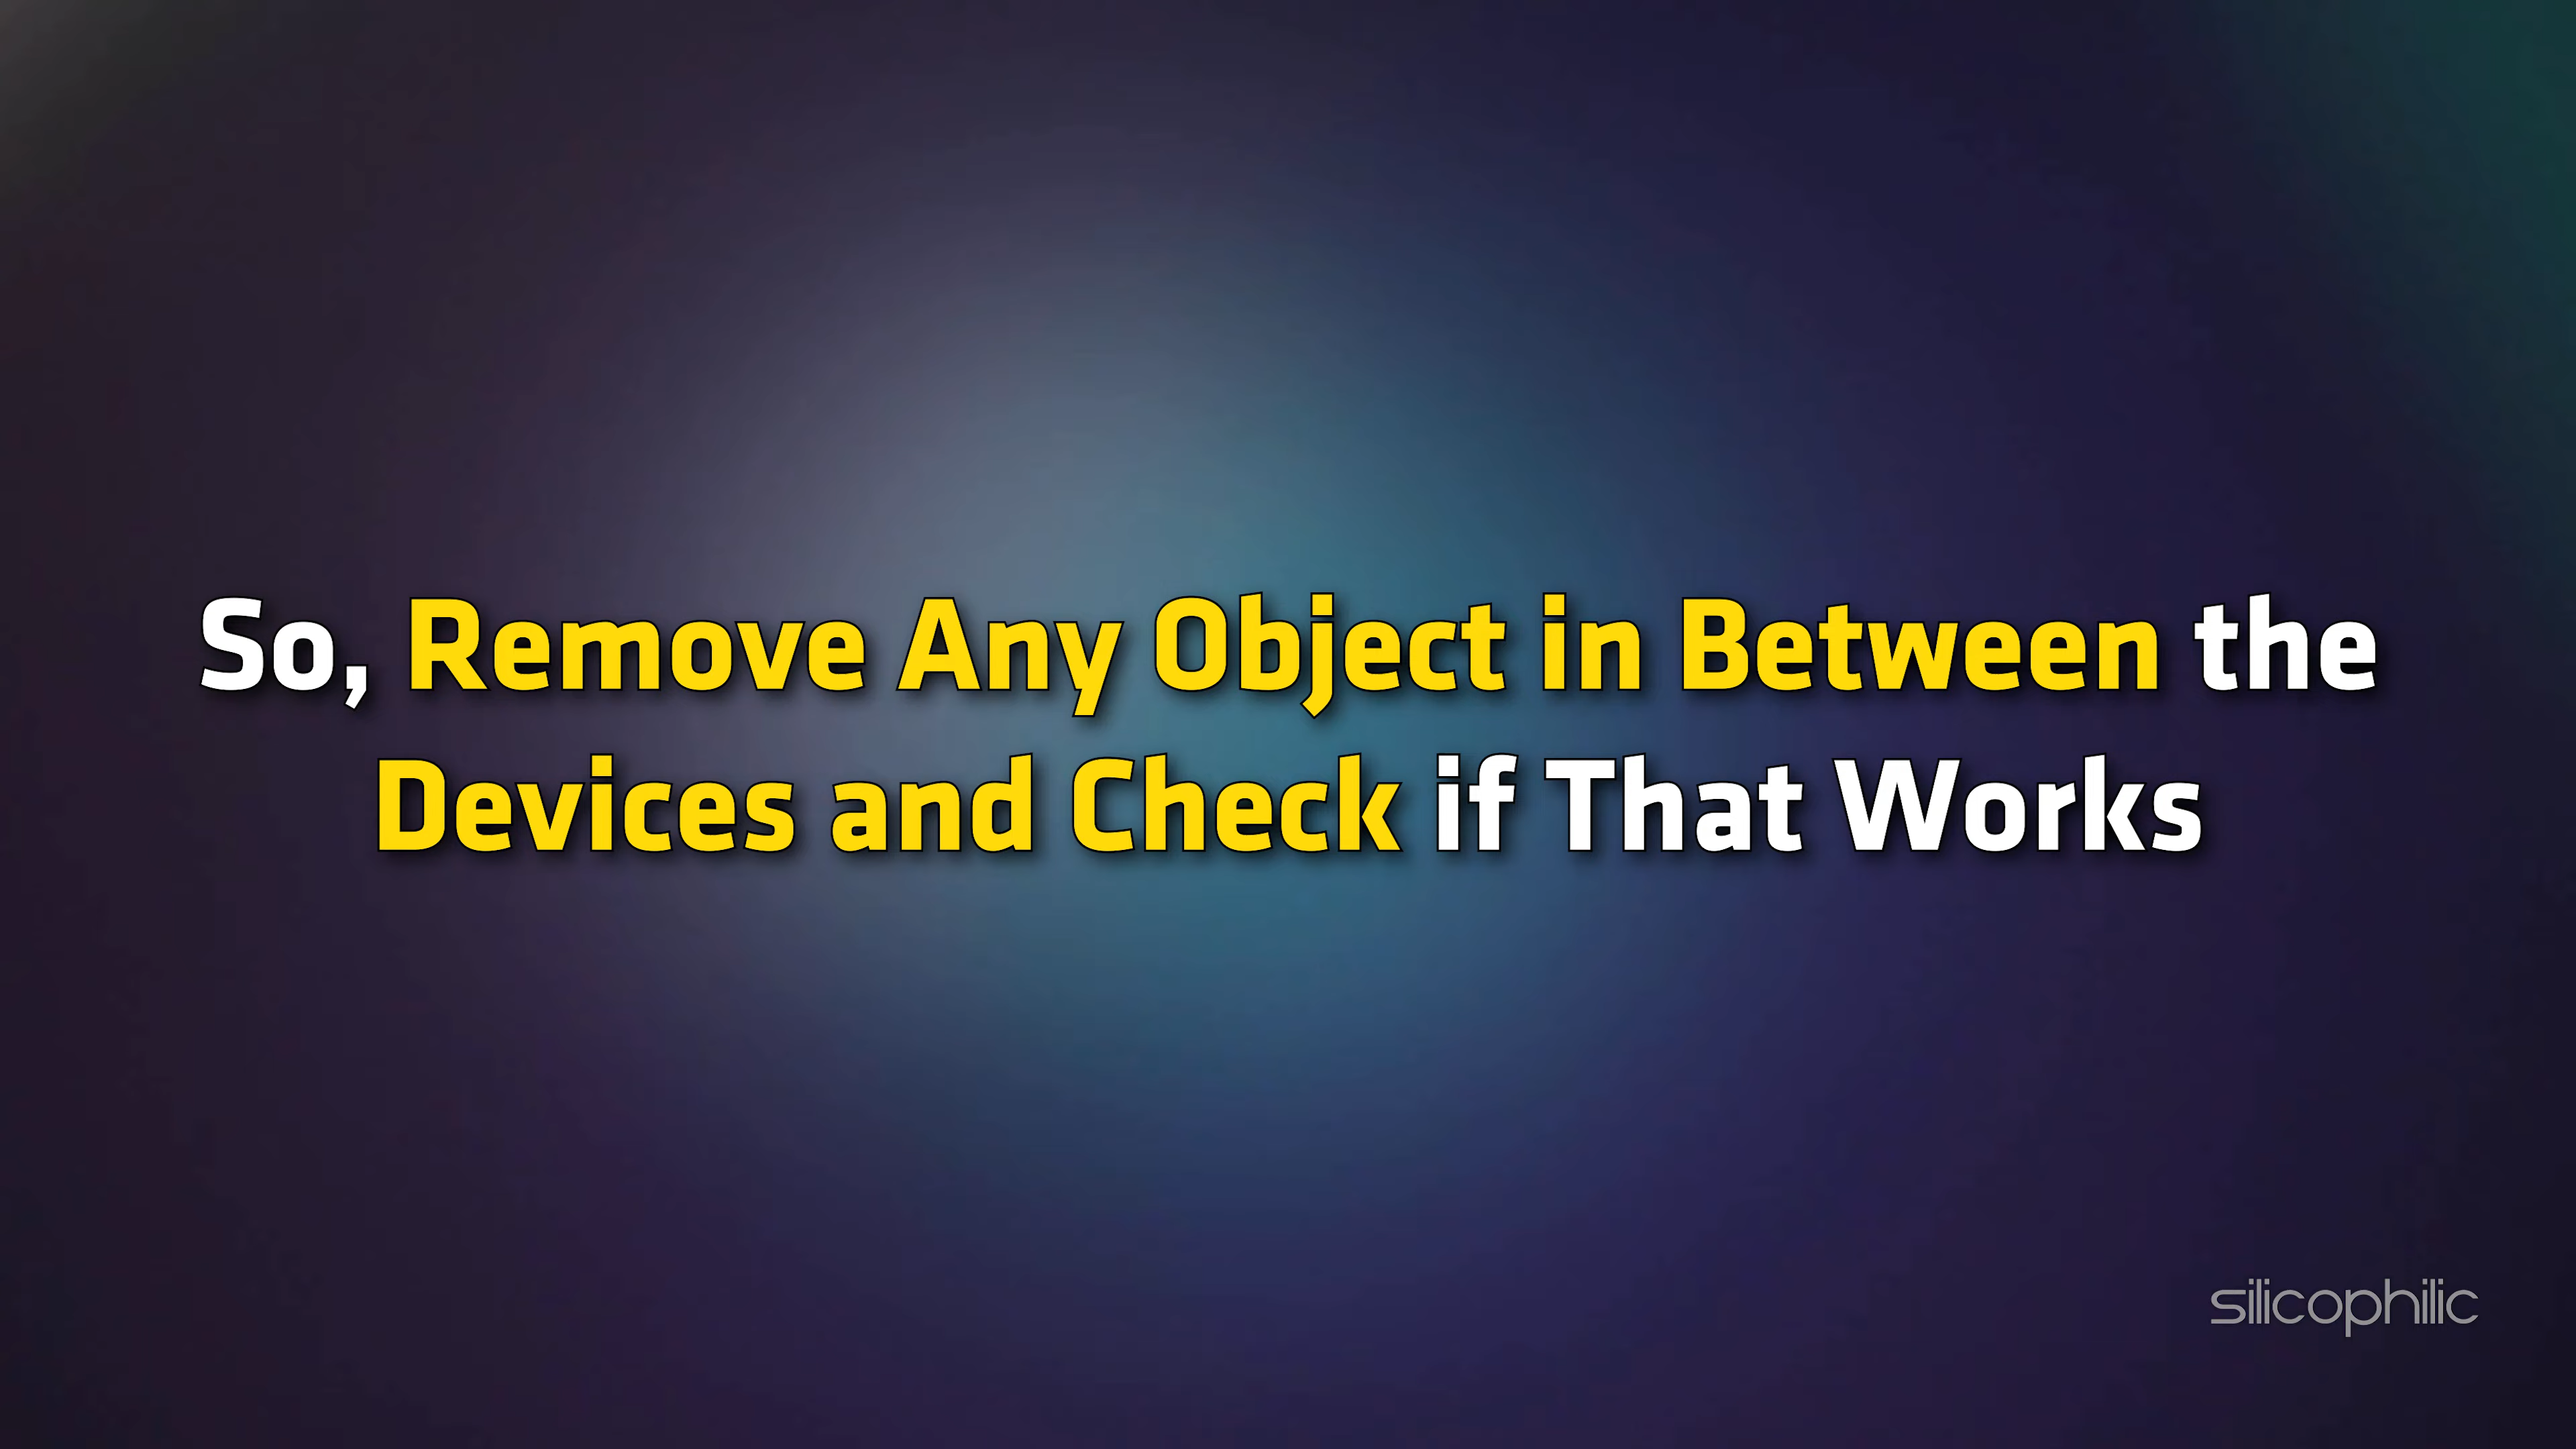 So, Remove Any Object in Between the
Devices and Check if That Works
silicophilic